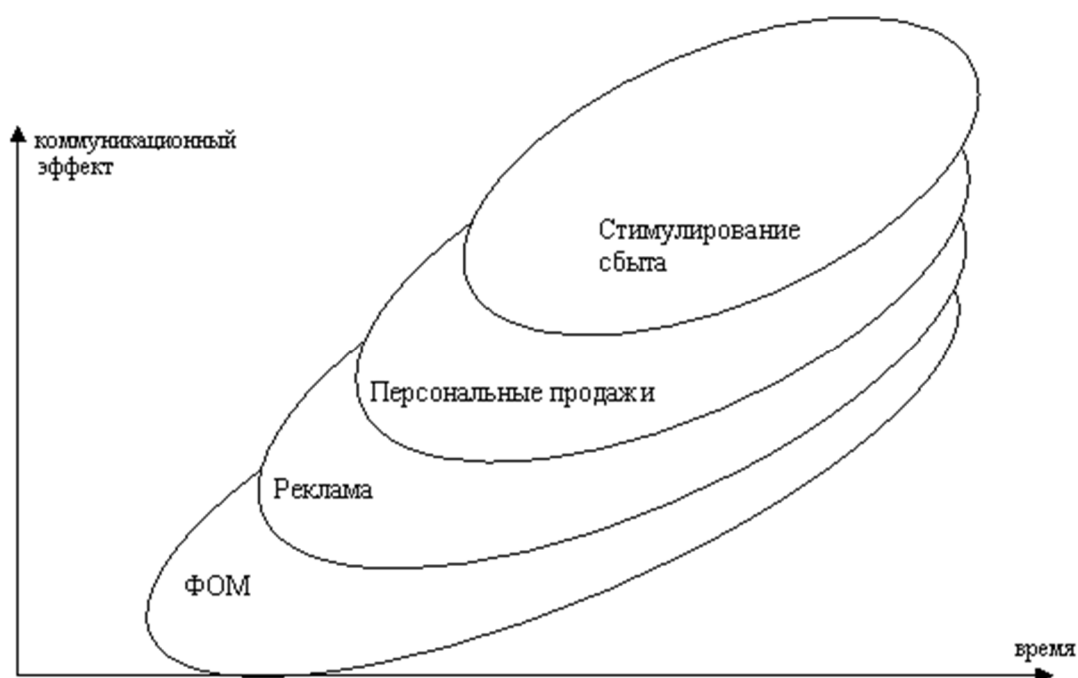 коммуникационный
эффект
Стимулирование
сбыта
Персональные продажи
Реклама
ФОМ
время